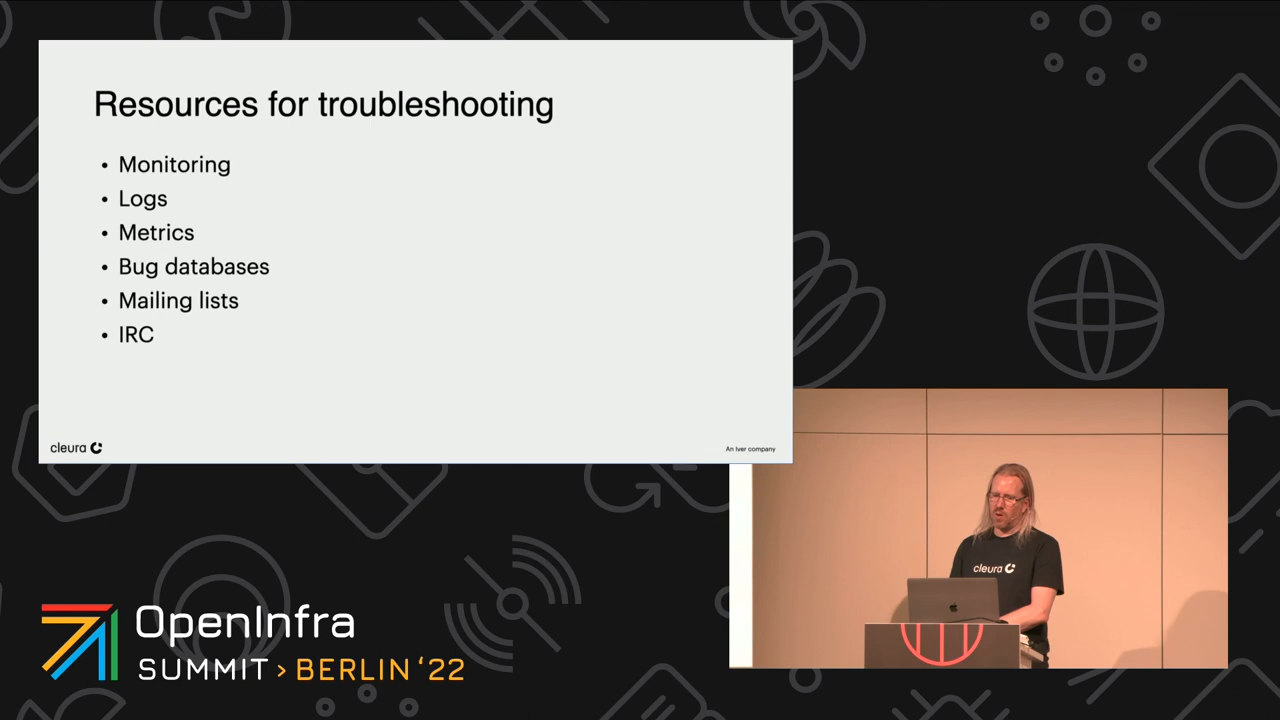 Resources for troubleshooting
• Monitoring
• Logs
• Metrics
• Bug databases
• Mailing lists
• IRC
cleura
An Iver company
cleura
OpenInfra
SUMMIT > BERLIN '22